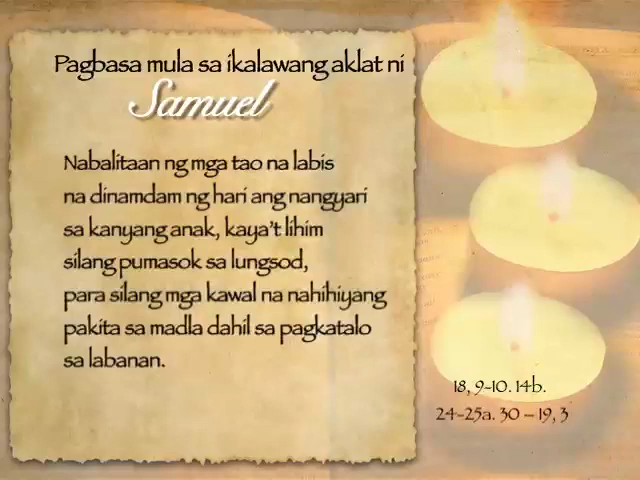 Pagbasa mula sa ikalawang aklat ni
Samuel
Nabalitaan ng mga tao na labis
na dinamdam ng hari ang nangyari
sa kanyang anak, kaya't lihim
silang pumasok sa lungsod,
para silang mga kawal na nahihiyang
pakita sa madla dahil sa pagkatalo
sa labanan.
18, 9-10. 14b.
24-25a. 30 – 19, 3